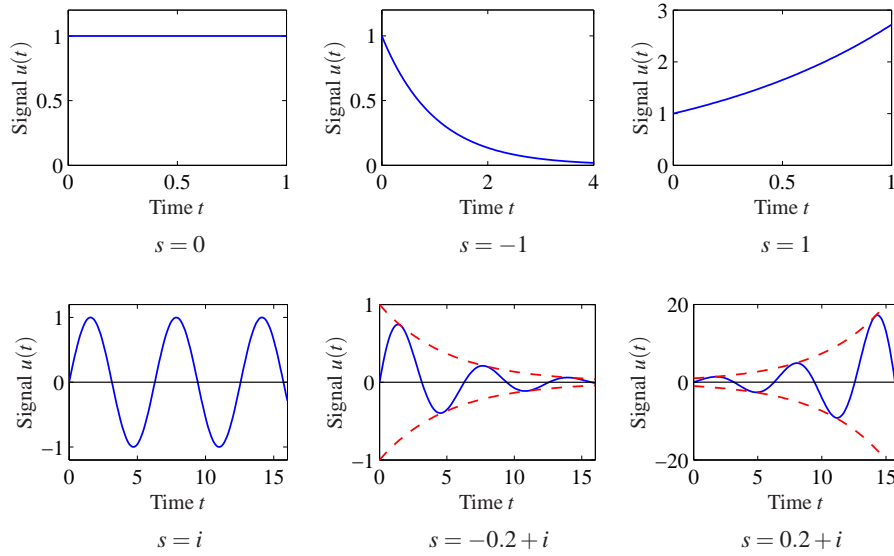 Signal u(t)
1
0.5
0
0
0.5
1
Time t
s = 0
Signal u(t)
1
0.5
0
0
2
4
Time t
s = −1
Signal u(t)
3
2
1
0
0
0.5
1
Time t
s = 1
Signal u(t)
1
0
−1
0
5
10
15
Time t
s = i
Signal u(t)
1
0
−1
0
5
10
15
Time t
s = −0.2 + i
Signal u(t)
20
0
−20
0
5
10
15
Time t
s = 0.2 + i